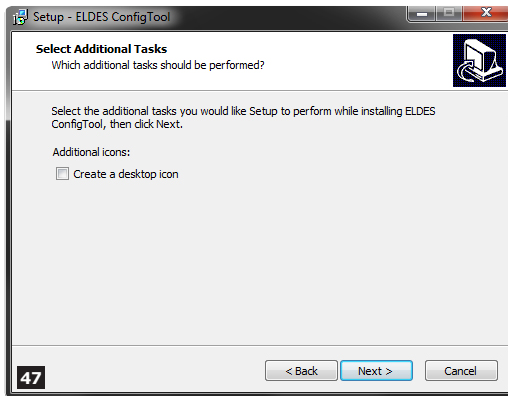 Setup - ELDES ConfigTool
Select Additional Tasks
Which additional tasks should be performed?
Select the additional tasks you would like Setup to perform while installing ELDES
ConfigTool, then click Next.
Additional icons:
Create a desktop icon
47
< Back Next > Cancel